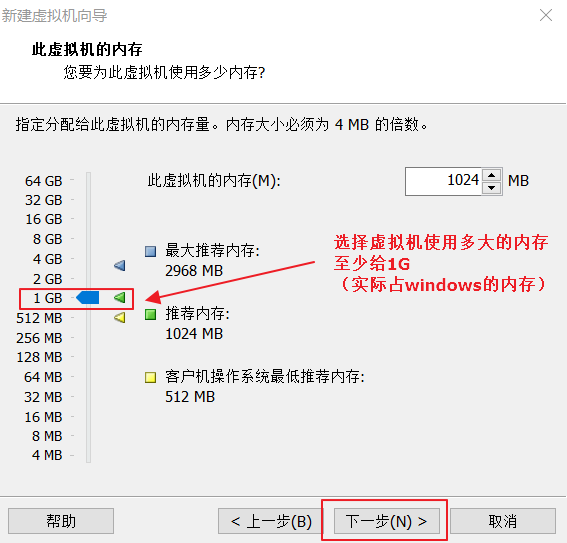 新建虚拟机向导
此虚拟机的内存
您要为此虚拟机使用多少内存?
指定分配给此虚拟机的内存量。内存大小必须为 4 MB 的倍数。
64 GB
32 GB
16 GB
8 GB
4 GB
2 GB
1 GB
512 MB
256 MB
128 MB
64 MB
32 MB
16 MB
8 MB
4 MB
此虚拟机的内存(M):
1024 MB
最大推荐内存:
2968 MB
推荐内存:
1024 MB
客户机操作系统最低推荐内存:
512 MB
选择虚拟机使用多大的内存
至少给1G
（实际占windows的内存）
帮助
< 上一步(B)
下一步(N) >
取消